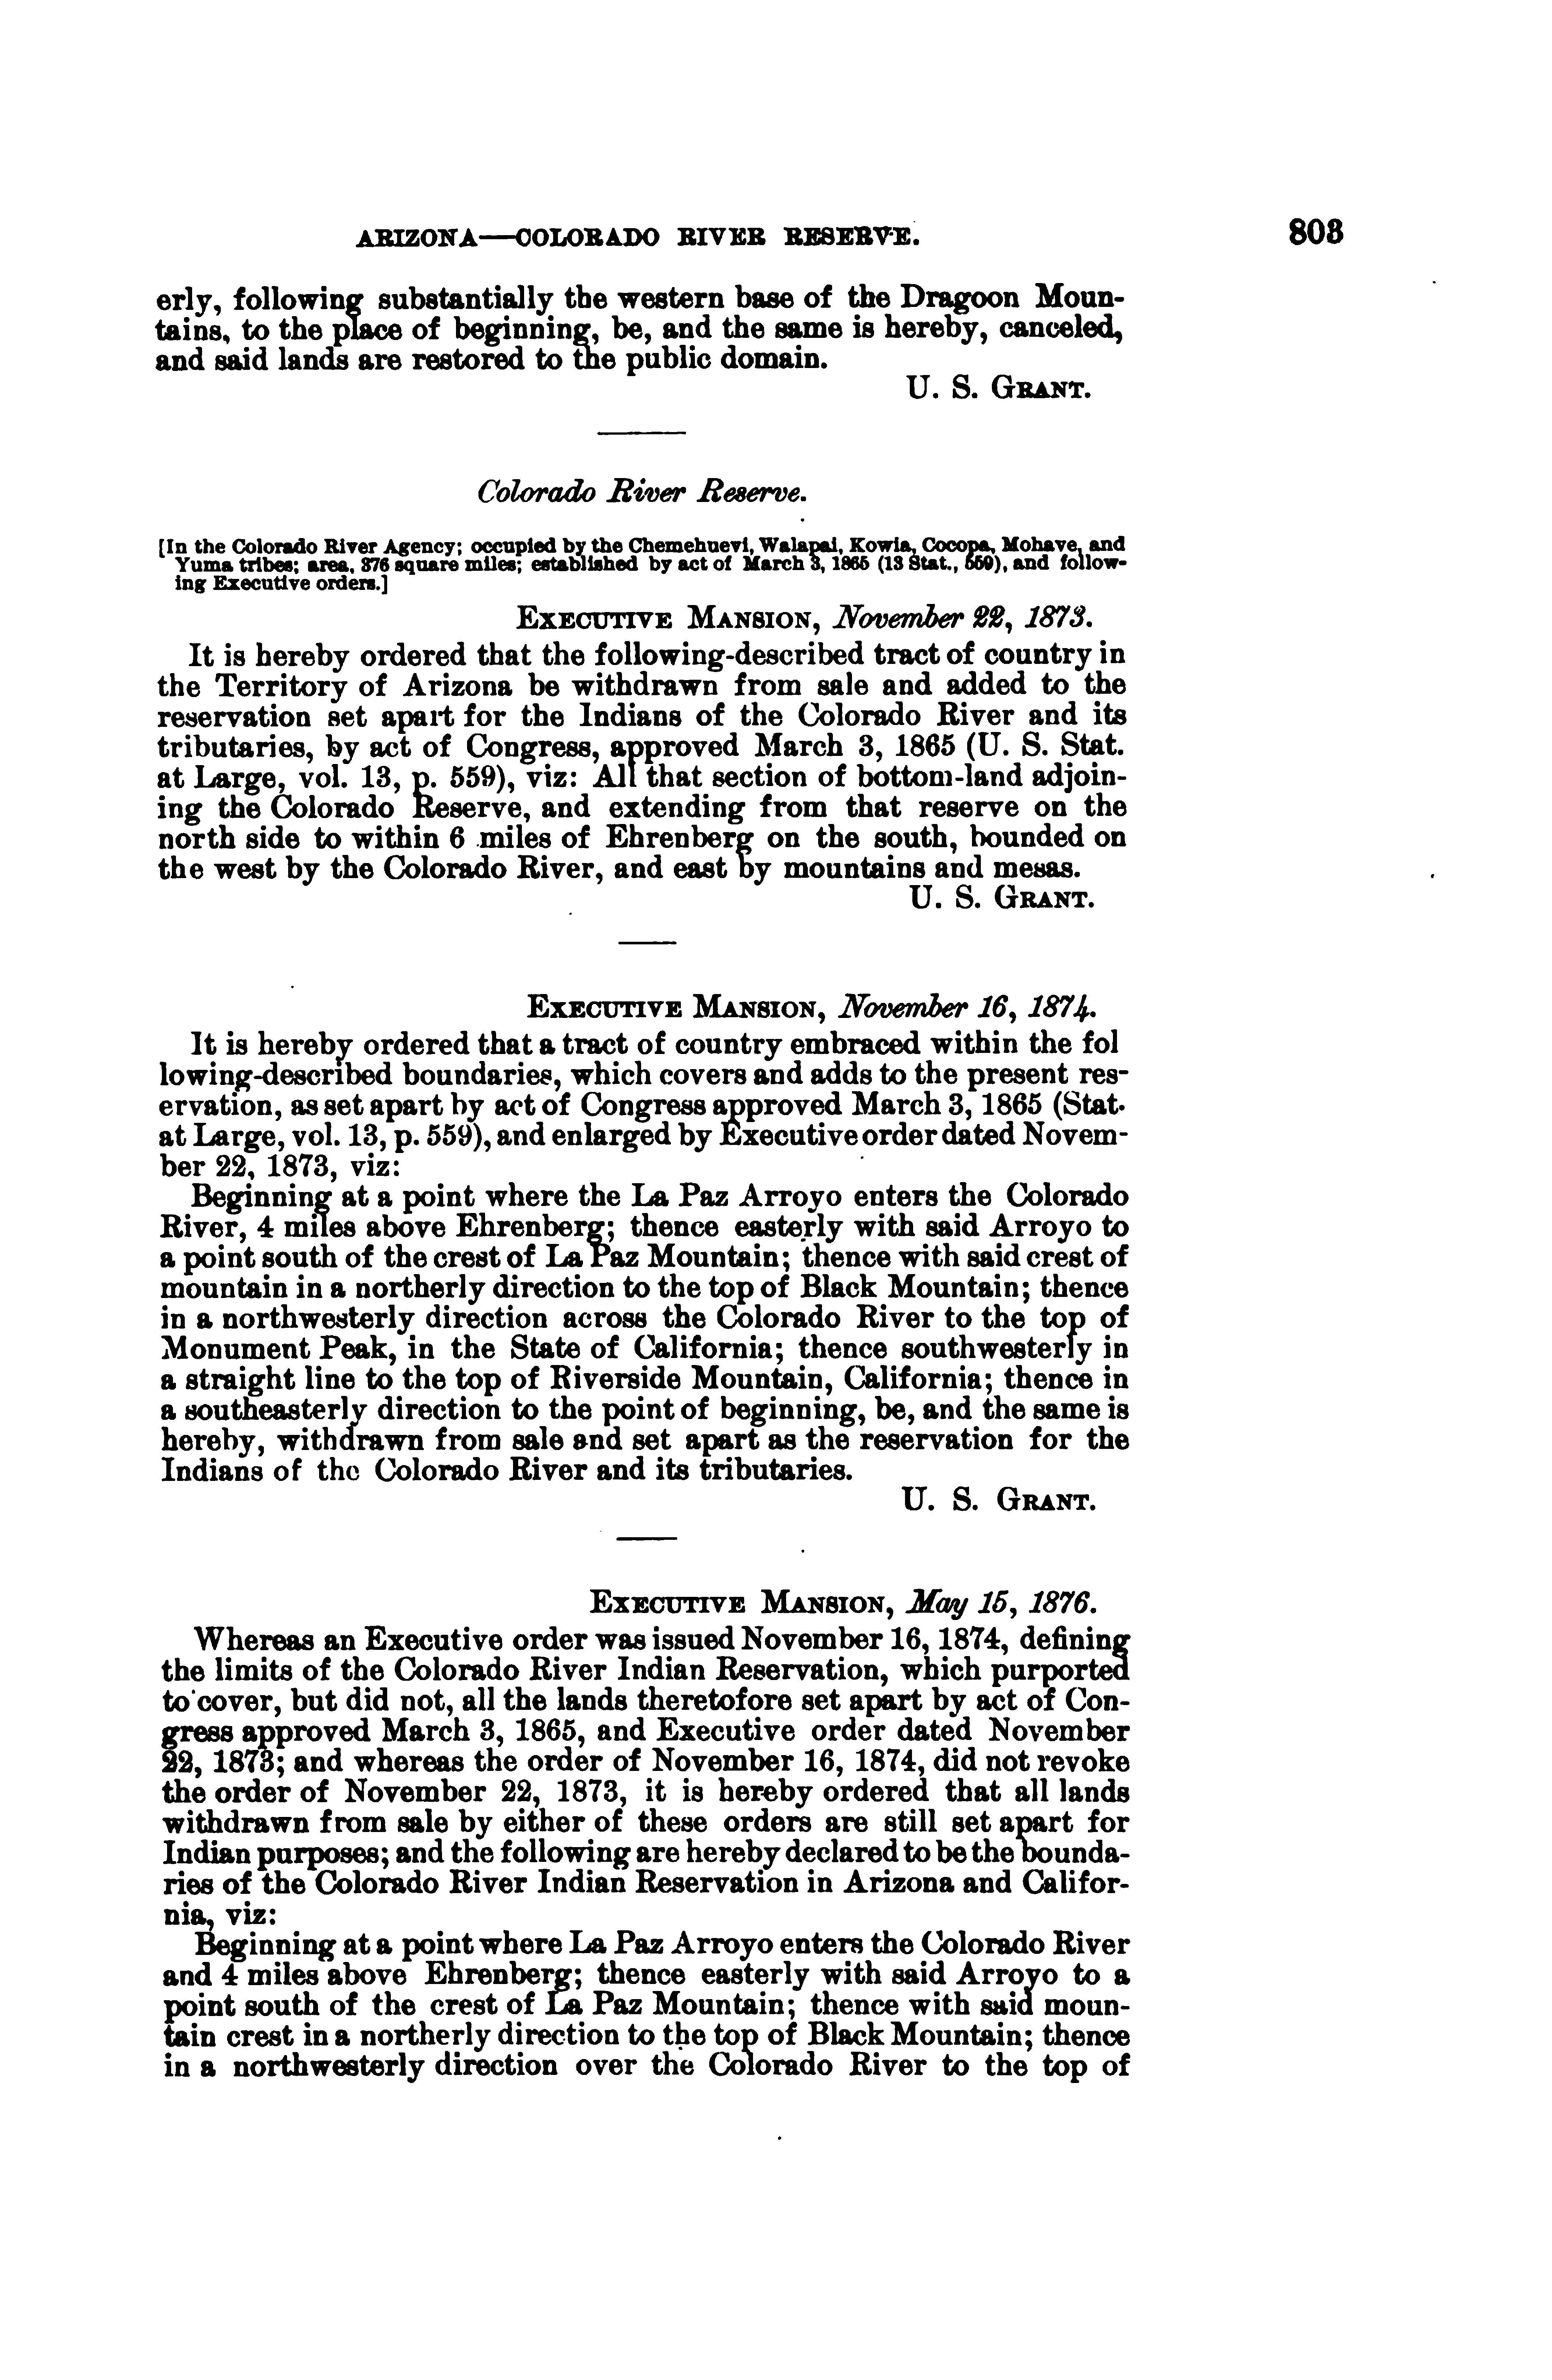 ARIZONA—COLORADO RIVER RESERVE. 803
erly, following substantially the western base of the Dragoon Moun-
tains, to the place of beginning, be, and the same is hereby, canceled,
and said lands are restored to the public domain.
U. S. GRANT.
Colorado River Reserve.
[In the Colorado River Agency; occupied by the Chemehuevi, Walapai, Kowia, Cocopa, Mohave, and
Yuma tribes; area, 376 square miles; established by act of March 3, 1865 (13 Stat., 559), and follow-
ing Executive orders.]
EXECUTIVE MANSION, November 22, 1873.
It is hereby ordered that the following-described tract of country in
the Territory of Arizona be withdrawn from sale and added to the
reservation set apart for the Indians of the Colorado River and its
tributaries, by act of Congress, approved March 3, 1865 (U. S. Stat.
at Large, vol. 13, p. 559), viz: All that section of bottom-land adjoin-
ing the Colorado Reserve, and extending from that reserve on the
north side to within 6 miles of Ehrenberg on the south, bounded on
the west by the Colorado River, and east by mountains and mesas.
U. S. GRANT.
EXECUTIVE MANSION, November 16, 1874.
It is hereby ordered that a tract of country embraced within the fol
lowing-described boundaries, which covers and adds to the present res-
ervation, as set apart by act of Congress approved March 3, 1865 (Stat.
at Large, vol. 13, p. 559), and enlarged by Executive order dated Novem-
ber 22, 1873, viz:
Beginning at a point where the La Paz Arroyo enters the Colorado
River, 4 miles above Ehrenberg; thence easterly with said Arroyo to
a point south of the crest of La Paz Mountain; thence with said crest of
mountain in a northerly direction to the top of Black Mountain; thence
in a northwesterly direction across the Colorado River to the top of
Monument Peak, in the State of California; thence southwesterly in
a straight line to the top of Riverside Mountain, California; thence in
a southeasterly direction to the point of beginning, be, and the same is
hereby, withdrawn from sale and set apart as the reservation for the
Indians of the Colorado River and its tributaries.
U. S. GRANT.
EXECUTIVE MANSION, May 15, 1876.
Whereas an Executive order was issued November 16, 1874, defining
the limits of the Colorado River Indian Reservation, which purported
to cover, but did not, all the lands theretofore set apart by act of Con-
gress approved March 3, 1865, and Executive order dated November
22, 1873; and whereas the order of November 16, 1874, did not revoke
the order of November 22, 1873, it is hereby ordered that all lands
withdrawn from sale by either of these orders are still set apart for
Indian purposes; and the following are hereby declared to be the bounda-
ries of the Colorado River Indian Reservation in Arizona and Califor-
nia, viz:
Beginning at a point where La Paz Arroyo enters the Colorado River
and 4 miles above Ehrenberg; thence easterly with said Arroyo to a
point south of the crest of La Paz Mountain; thence with said moun-
tain crest in a northerly direction to the top of Black Mountain; thence
in a northwesterly direction over the Colorado River to the top of